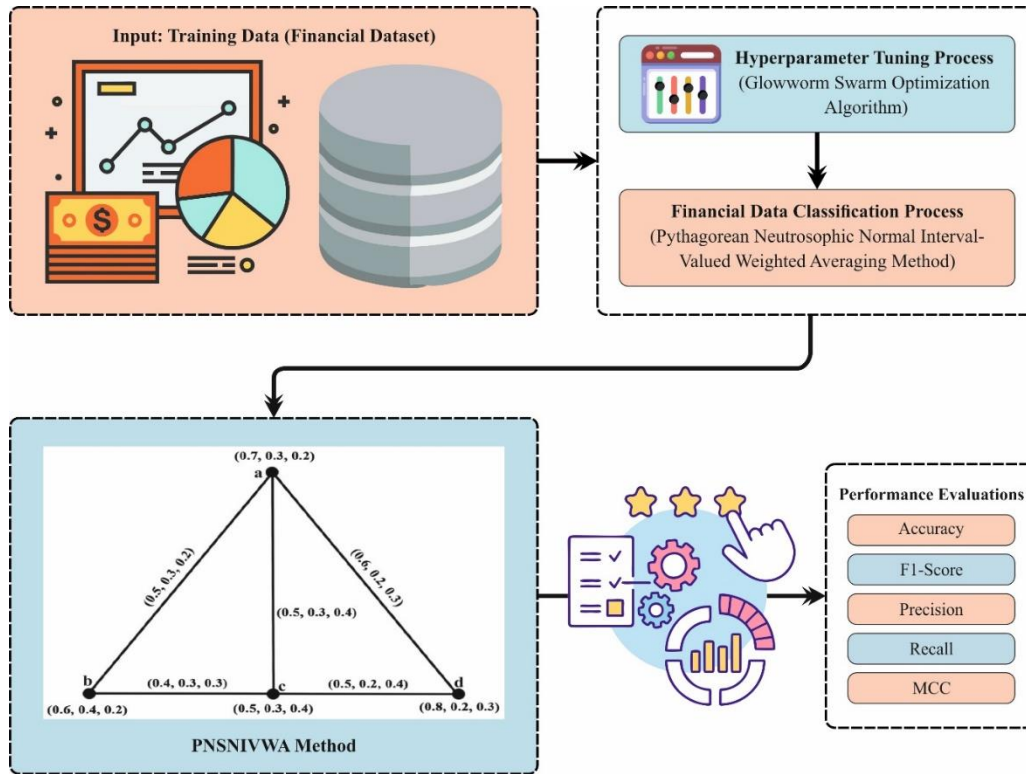 Input: Training Data (Financial Dataset)
$
Hyperparameter Tuning Process
(Glowworm Swarm Optimization
Algorithm)
Financial Data Classification Process
(Pythagorean Neutrosophic Normal Interval-
Valued Weighted Averaging Method)
(0.7, 0.3, 0.2)
a
(0.5, 0.3, 0.2)
(0.6, 0.2, 0.3)
(0.5, 0.3, 0.4)
b
(0.4, 0.3, 0.3)
c
(0.5, 0.2, 0.4)
d
(0.6, 0.4, 0.2)
(0.5, 0.3, 0.4)
(0.8, 0.2, 0.3)
PNSNIVWA Method
Performance Evaluations
Accuracy
F1-Score
Precision
Recall
MCC